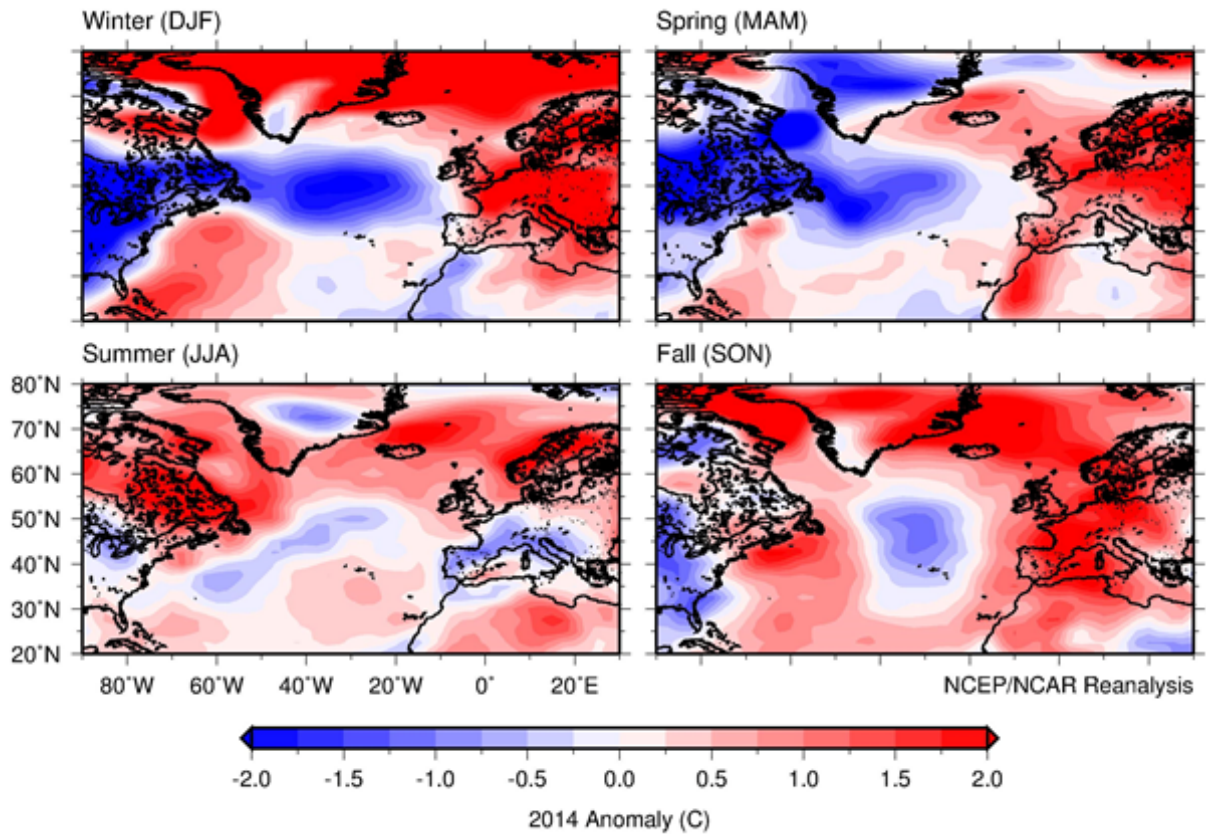 Winter (DJF) Spring (MAM)
Summer (JJA) Fall (SON)
80˚N
70˚N
60˚N
50˚N
40˚N
30˚N
20˚N
80˚W 60˚W 40˚W 20˚W 0˚ 20˚E NCEP/NCAR Reanalysis
-2.0 -1.5 -1.0 -0.5 0.0 0.5 1.0 1.5 2.0
2014 Anomaly (C)